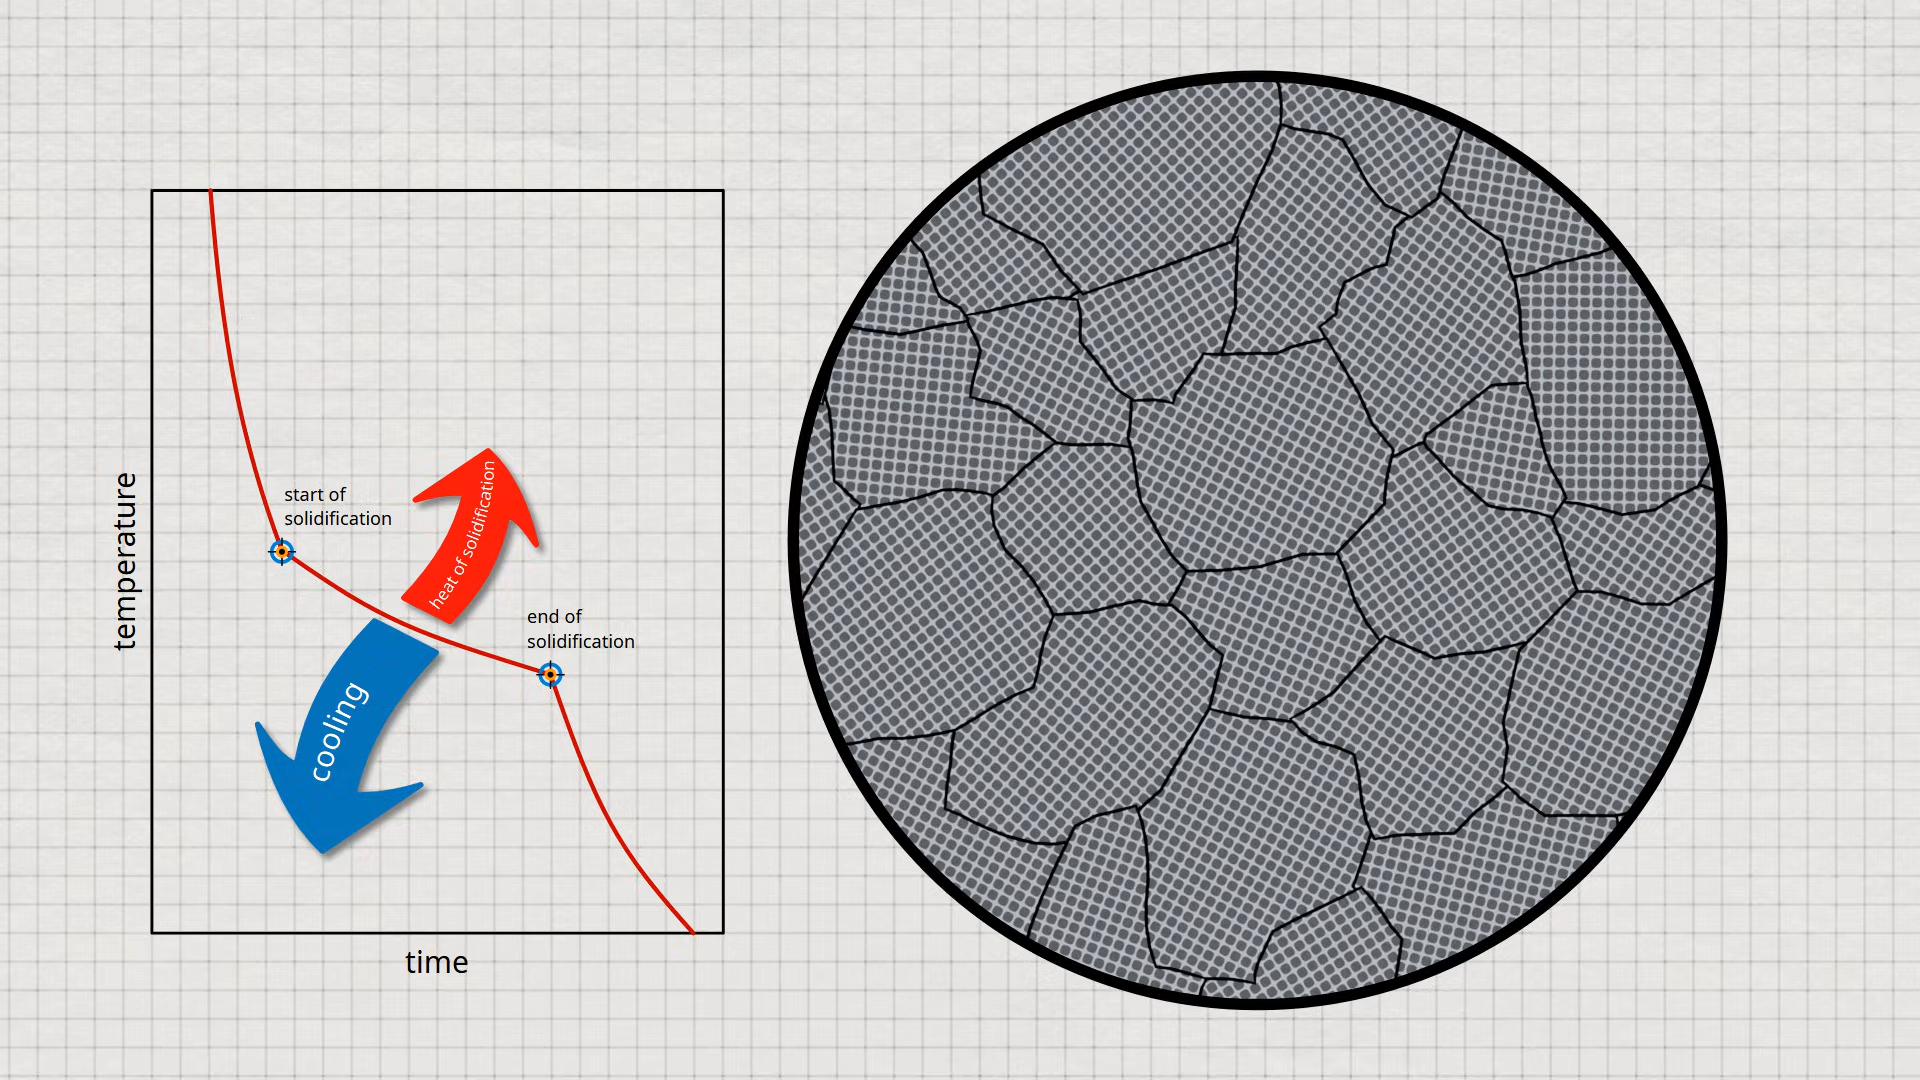 start of
solidification
heat of solidification
end of
solidification
cooling
temperature
time